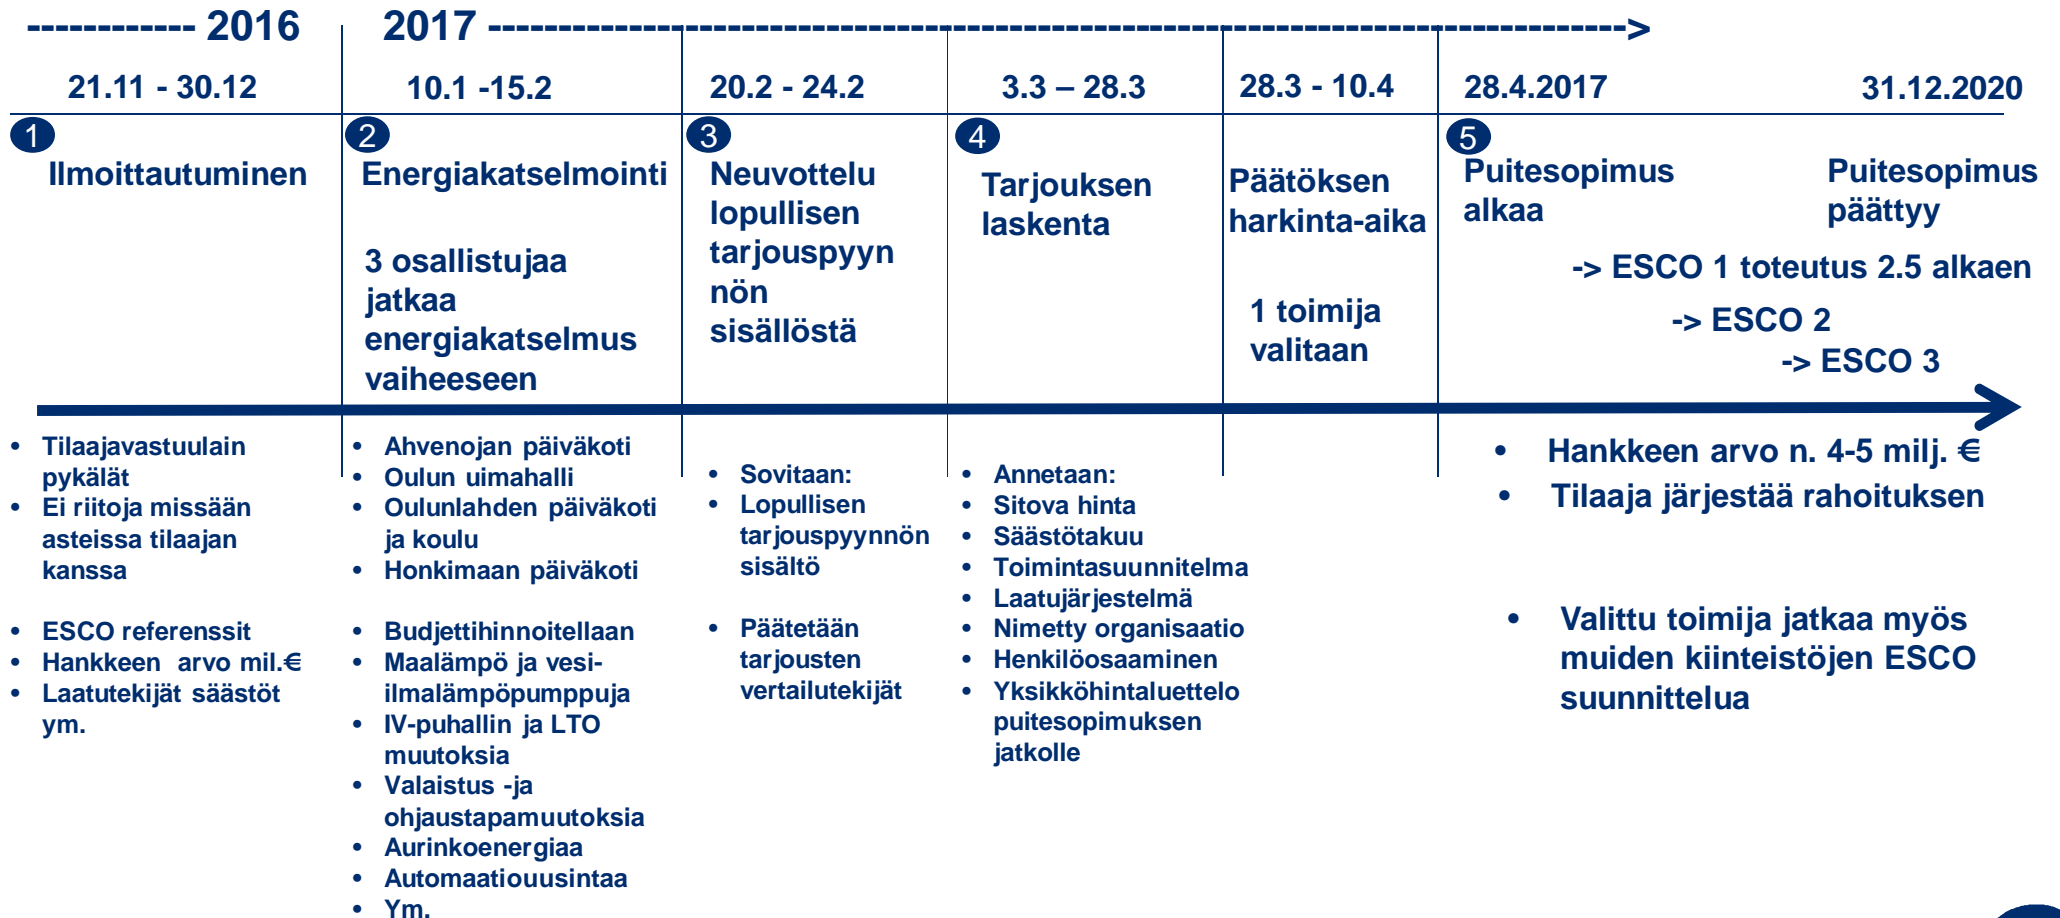 ------------ 2016
2017 --------------------------------------------------------------------------------->
21.11 - 30.12
10.1 -15.2
20.2 - 24.2
3.3 – 28.3
28.3 - 10.4
28.4.2017
31.12.2020
1
Ilmoittautuminen
2
Energiakatselmointi
3 osallistujaa
jatkaa
energiakatselmus
vaiheeseen
3
Neuvottelu
lopullisen
tarjouspyyn
nön
sisällöstä
4
Tarjouksen
laskenta
Päätöksen
harkinta-aika
1 toimija
valitaan
5
Puitesopimus
alkaa
Puitesopimus
päättyy
-> ESCO 1 toteutus 2.5 alkaen
-> ESCO 2
-> ESCO 3
• Tilaajavastuulain
pykälät
• Ei riitoja missään
asteissa tilaajan
kanssa
• ESCO referenssit
• Hankkeen arvo mil.€
• Laatutekijät säästöt
ym.
• Ahvenojan päiväkoti
• Oulun uimahalli
• Oulunlahden päiväkoti
ja koulu
• Honkimaan päiväkoti
• Budjettihinnoitellaan
• Maalämpö ja vesi-
ilmalämpöpumppuja
• IV-puhallin ja LTO
muutoksia
• Valaistus -ja
ohjaustapamuutoksia
• Aurinkoenergiaa
• Automaatiouusintaa
• Ym.
• Sovitaan:
• Lopullisen
tarjouspyynnön
sisältö
• Päätetään
tarjousten
vertailutekijät
• Annetaan:
• Sitova hinta
• Säästötakuu
• Toimintasuunnitelma
• Laatujärjestelmä
• Nimetty organisaatio
• Henkilöosaaminen
• Yksikköhintaluettelo
puitesopimuksen
jatkolle
• Hankkeen arvo n. 4-5 milj. €
• Tilaaja järjestää rahoituksen
• Valittu toimija jatkaa myös
muiden kiinteistöjen ESCO
suunnittelua